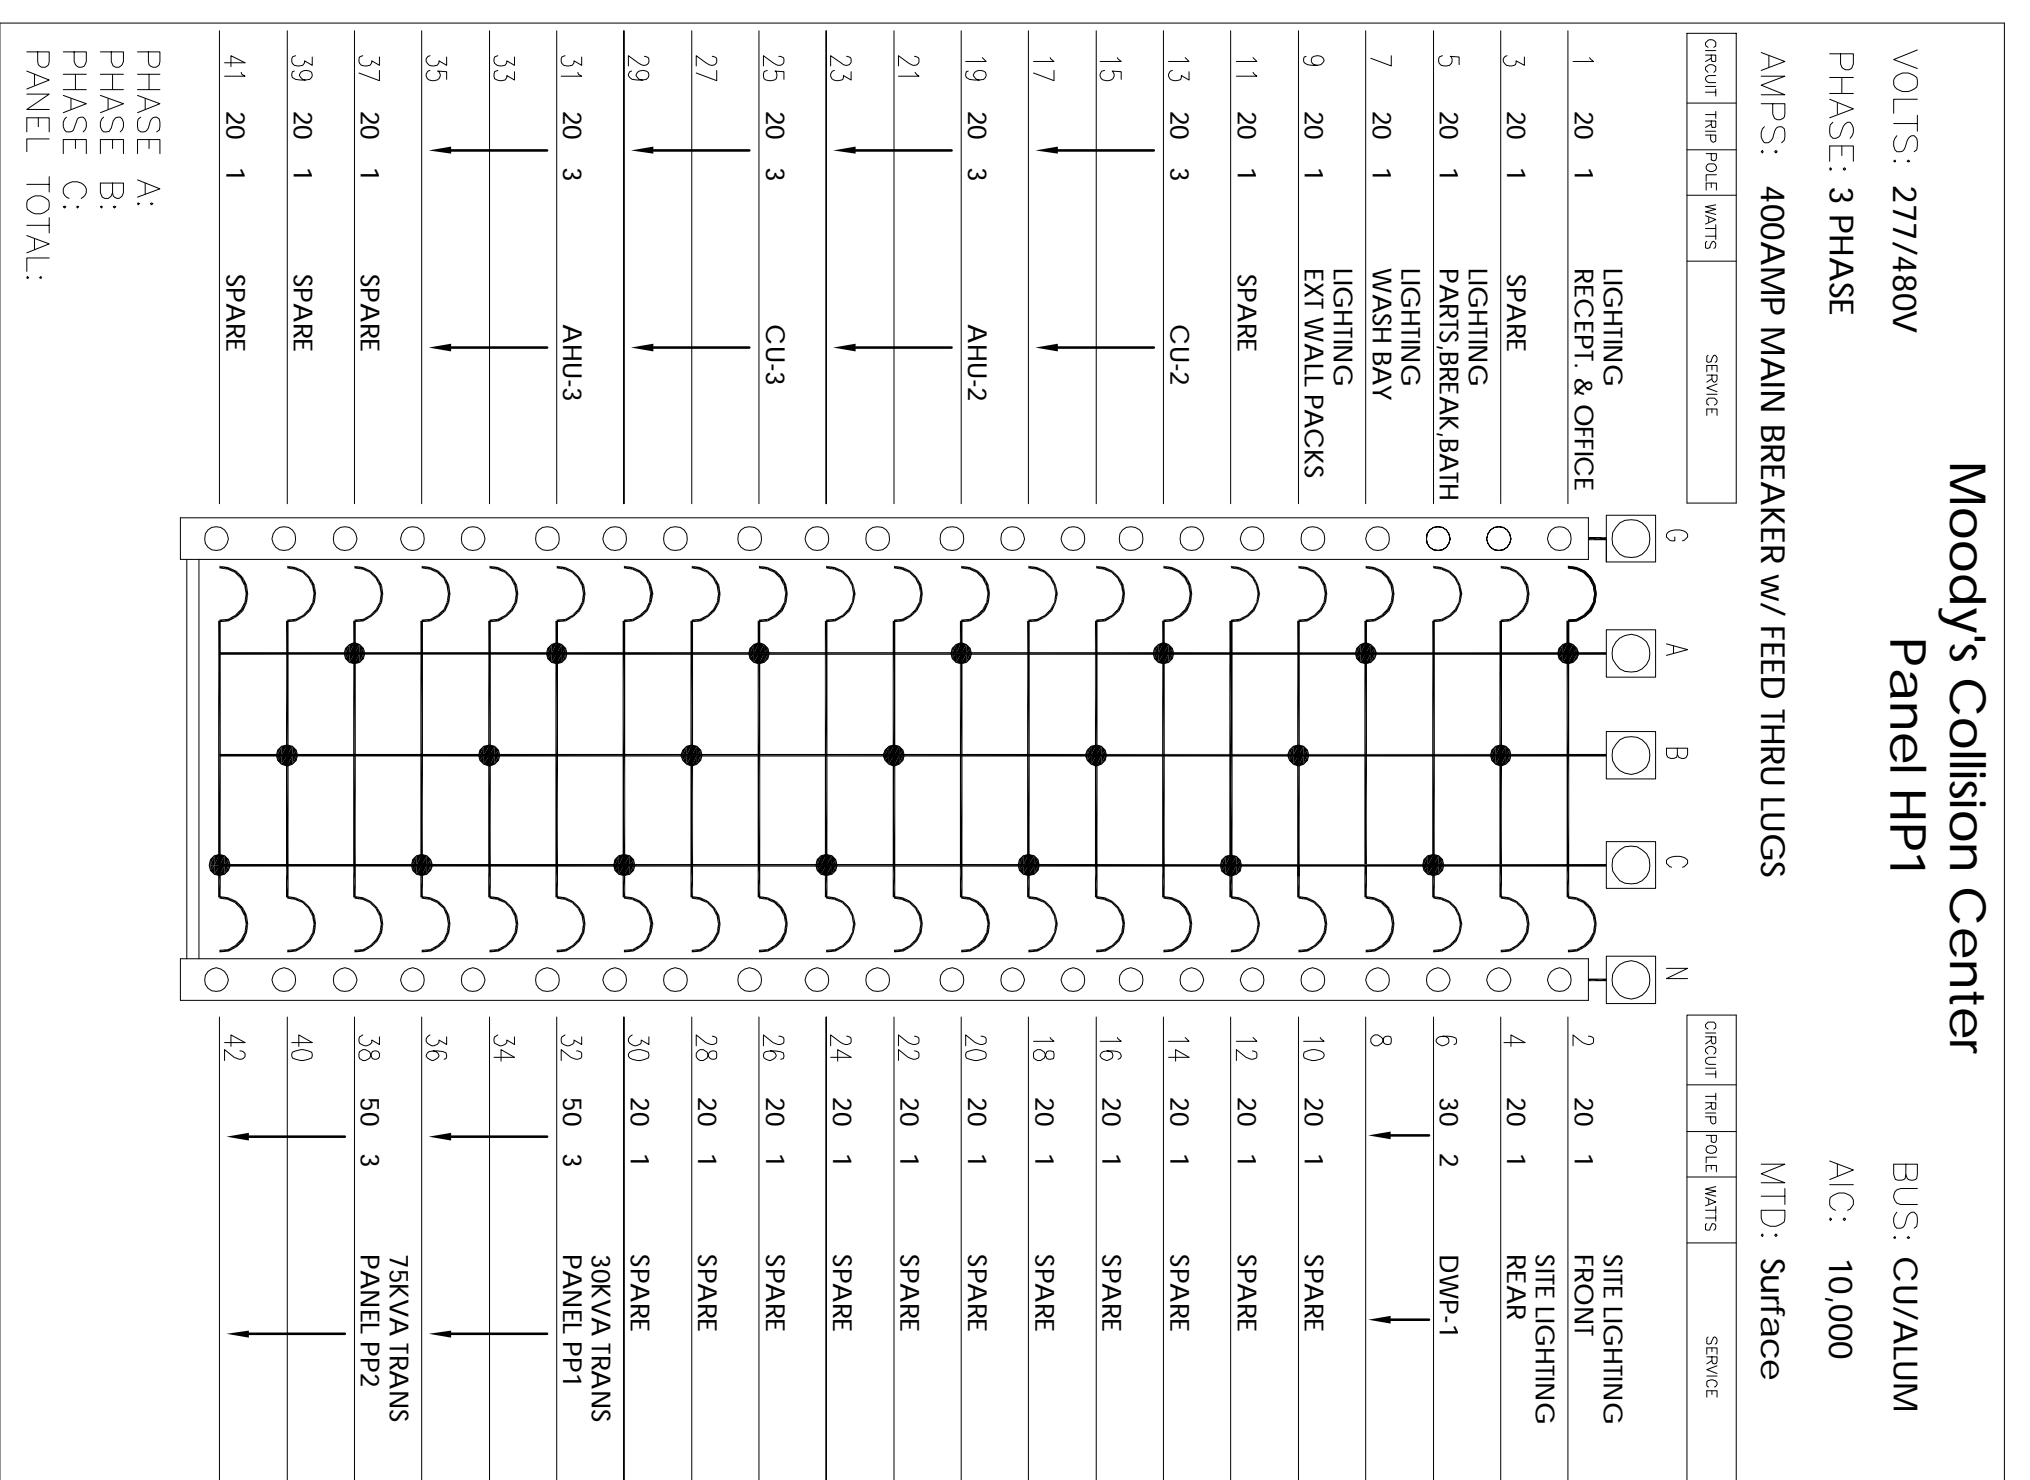 Moody's Collision Center
Panel HP1
VOLTS: 277/480V
BUS: CU/ALUM
PHASE: 3 PHASE
AIC: 10,000
AMPS: 400AMP MAIN BREAKER w/ FEED THRU LUGS
MTD: Surface
CIRCUIT TRIP POLE WATTS SERVICE
G A B C N
CIRCUIT TRIP POLE WATTS SERVICE
LIGHTING
1 20 1 RECEPT. & OFFICE
3 20 1 SPARE
LIGHTING
5 20 1 PARTS,BREAK,BATH
LIGHTING
7 20 1 WASH BAY
LIGHTING
9 20 1 EXT WALL PACKS
11 20 1 SPARE
13 20 3 CU-2
15
17
19 20 3 AHU-2
21
23
25 20 3 CU-3
27
29
31 20 3 AHU-3
33
35
37 20 1 SPARE
39 20 1 SPARE
41 20 1 SPARE
SITE LIGHTING
2 20 1 FRONT
SITE LIGHTING
4 20 1 REAR
6 30 2 DWP-1
8
10 20 1 SPARE
12 20 1 SPARE
14 20 1 SPARE
16 20 1 SPARE
18 20 1 SPARE
20 20 1 SPARE
22 20 1 SPARE
24 20 1 SPARE
26 20 1 SPARE
28 20 1 SPARE
30 20 1 SPARE
30KVA TRANS
32 50 3 PANEL PP1
34
36
75KVA TRANS
38 50 3 PANEL PP2
40
42
PHASE A:
PHASE B:
PHASE C:
PANEL TOTAL: